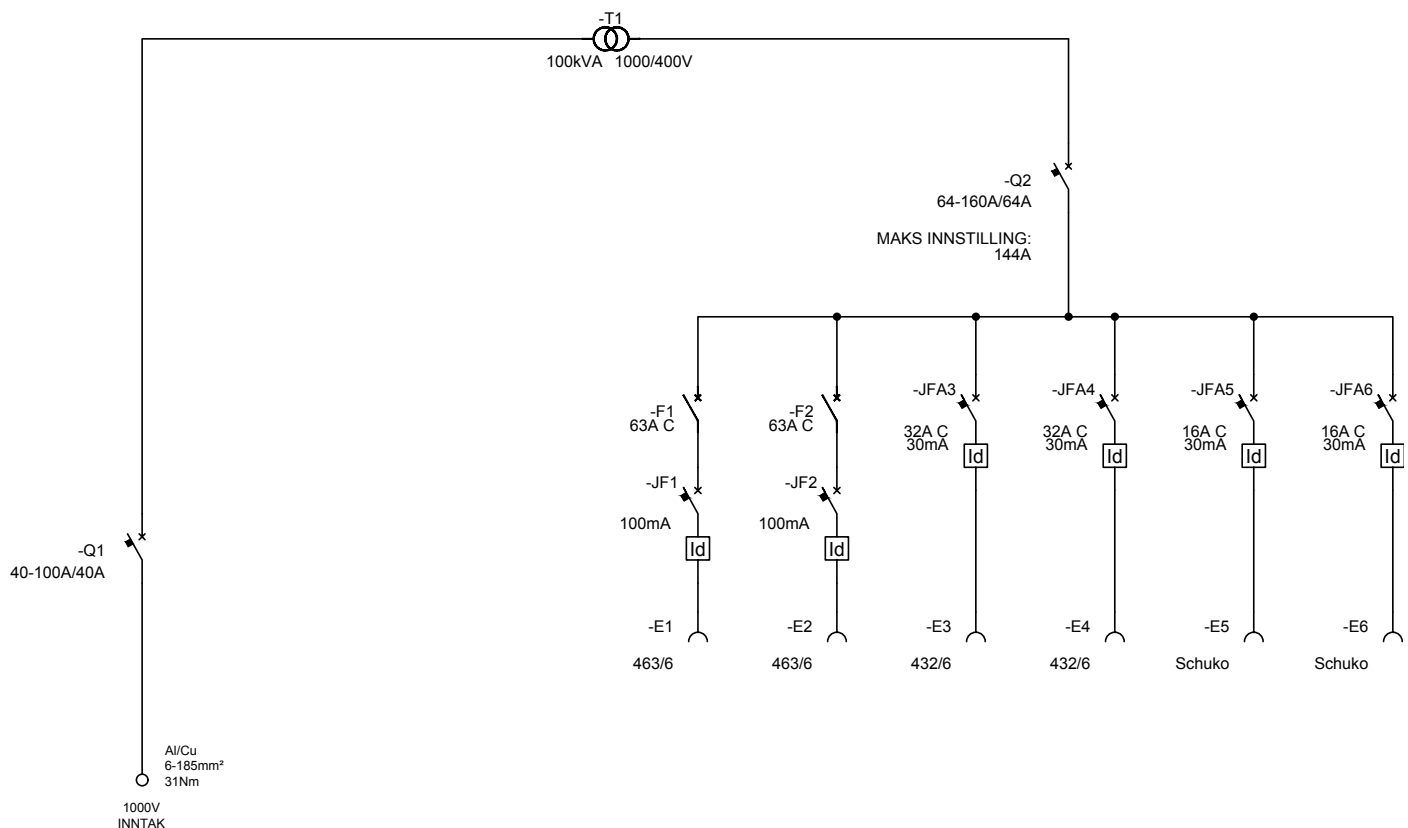 -T1
100kVA 1000/400V
-Q2
64-160A/64A
MAKS INNSTILLING:
144A
-F1
63A C
-F2
63A C
-JFA3
32A C
30mA
Id
-JFA4
32A C
30mA
Id
-JFA5
16A C
30mA
Id
-JFA6
16A C
30mA
Id
-JF1
100mA
Id
-JF2
100mA
Id
-Q1
40-100A/40A
-E1
463/6
-E2
463/6
-E3
432/6
-E4
432/6
-E5
Schuko
-E6
Schuko
Al/Cu
6-185mm²
31Nm
1000V
INNTAK